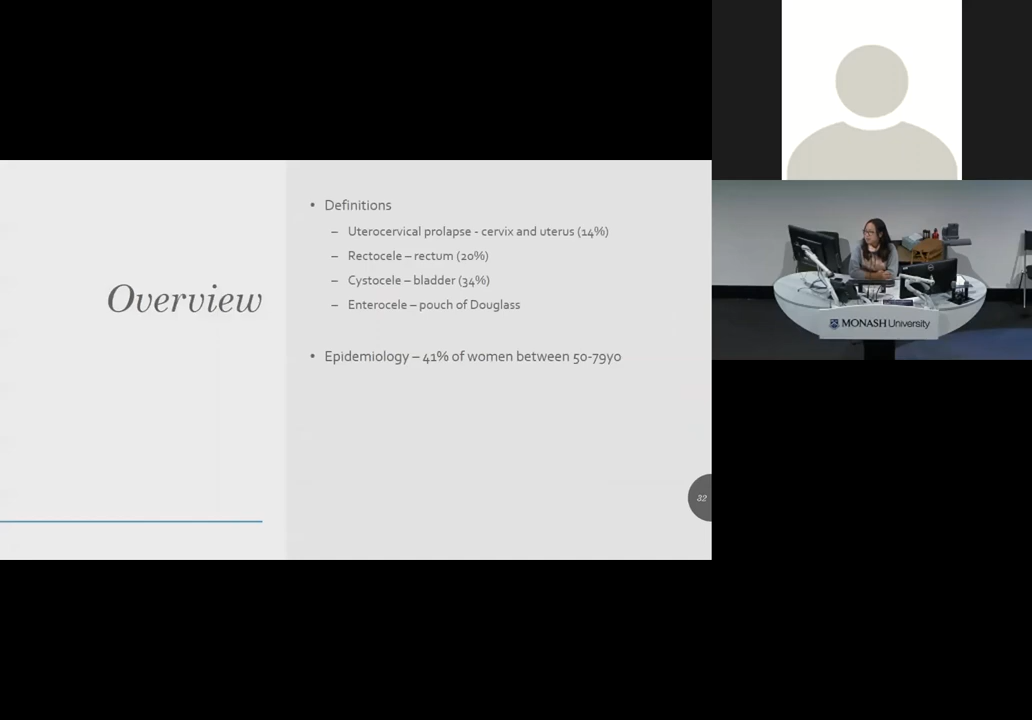 Overview
• Definitions
– Uterocervical prolapse - cervix and uterus (14%)
– Rectocele – rectum (20%)
– Cystocele – bladder (34%)
– Enterocele – pouch of Douglass
• Epidemiology – 41% of women between 50-79yo
32
MONASH University